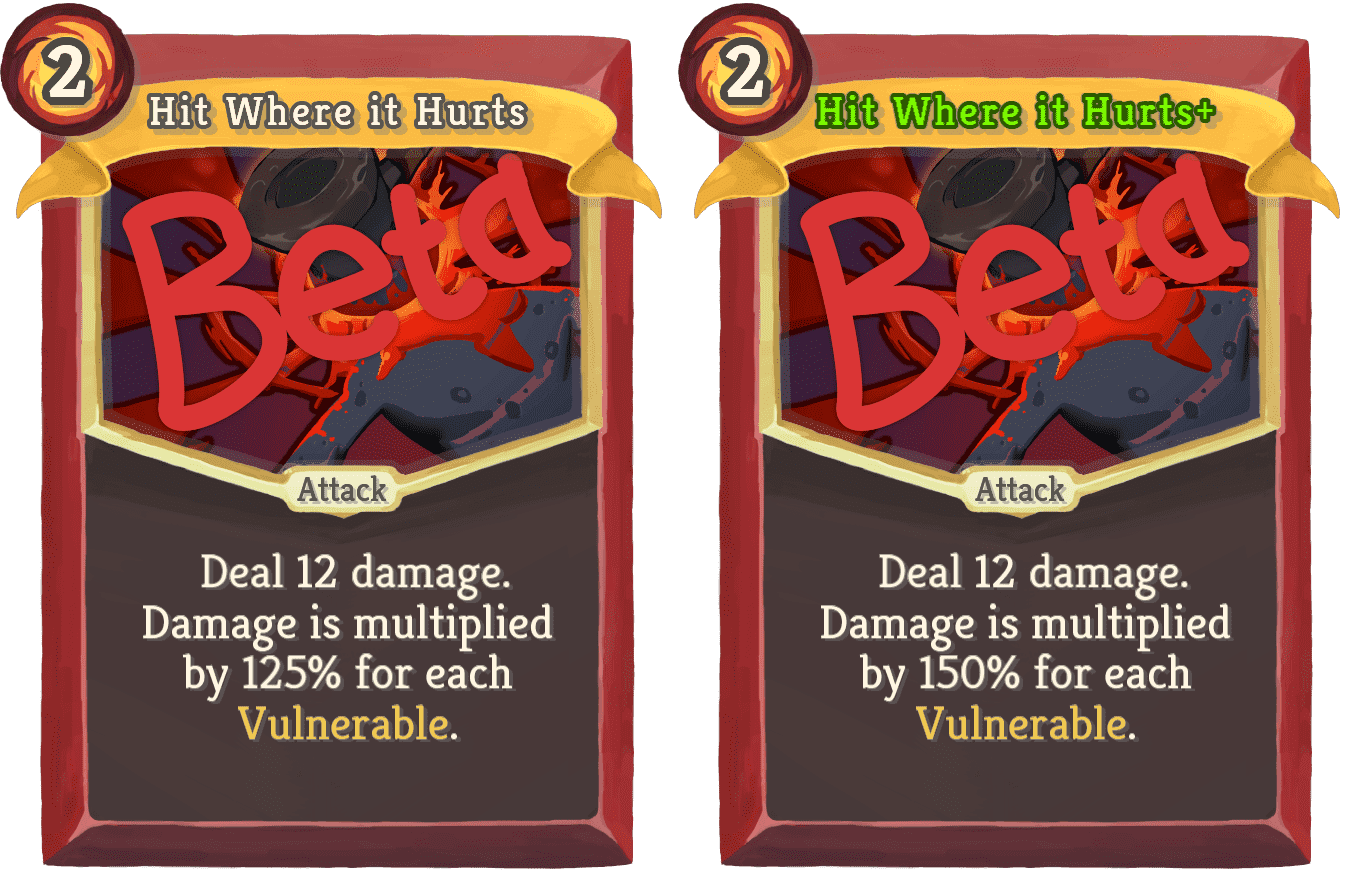 2
Hit Where it Hurts
Beta
Attack
Deal 12 damage.
Damage is multiplied
by 125% for each
Vulnerable.
2
Hit Where it Hurts+
Beta
Attack
Deal 12 damage.
Damage is multiplied
by 150% for each
Vulnerable.